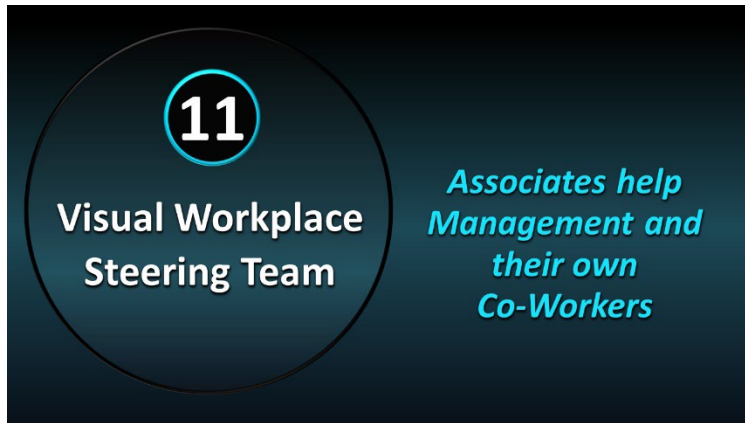 11
Visual Workplace
Steering Team
Associates help
Management and
their own
Co-Workers